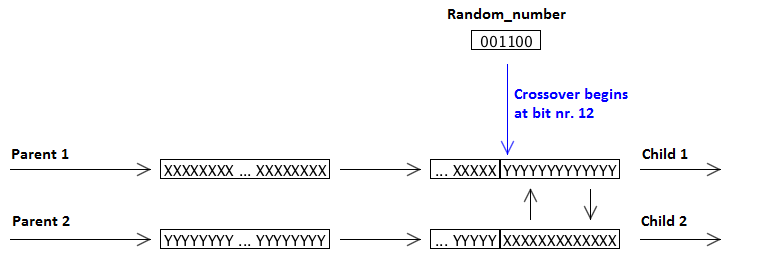 Random_number
001100
Crossover begins
at bit nr. 12
Parent 1
XXXXXXXX ... XXXXXXXX
... XXXXX YYYYYYYYYYYYY
Child 1
Parent 2
YYYYYYYY ... YYYYYYYY
... YYYYY XXXXXXXXXXXXX
Child 2